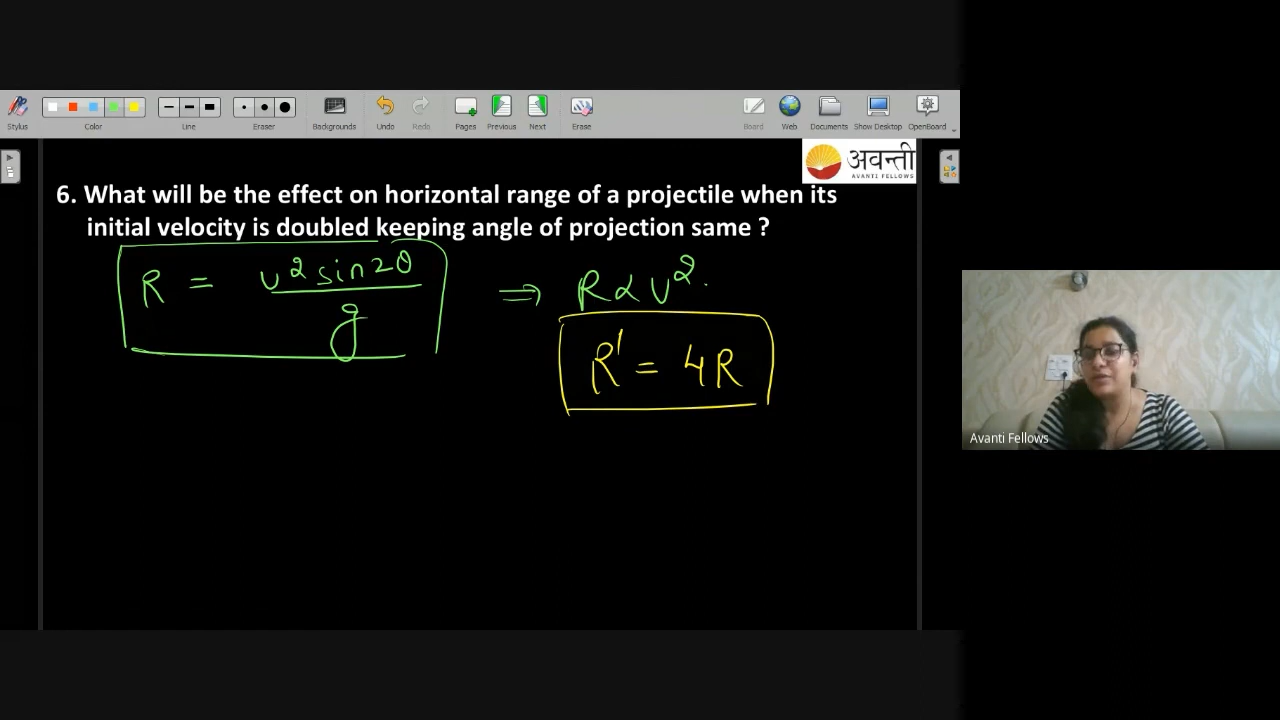 Stylus
Color
Line
Eraser
Backgrounds
Undo
Redo
Pages
Previous
Next
Erase
Board
Web
Documents
Show Desktop
OpenBoard
अवन्ती
AVANTI FELLOWS
6. What will be the effect on horizontal range of a projectile when its
initial velocity is doubled keeping angle of projection same ?
R = u² sin2θ / g ⇒ R ∝ u²
R' = 4R
Avanti Fellows